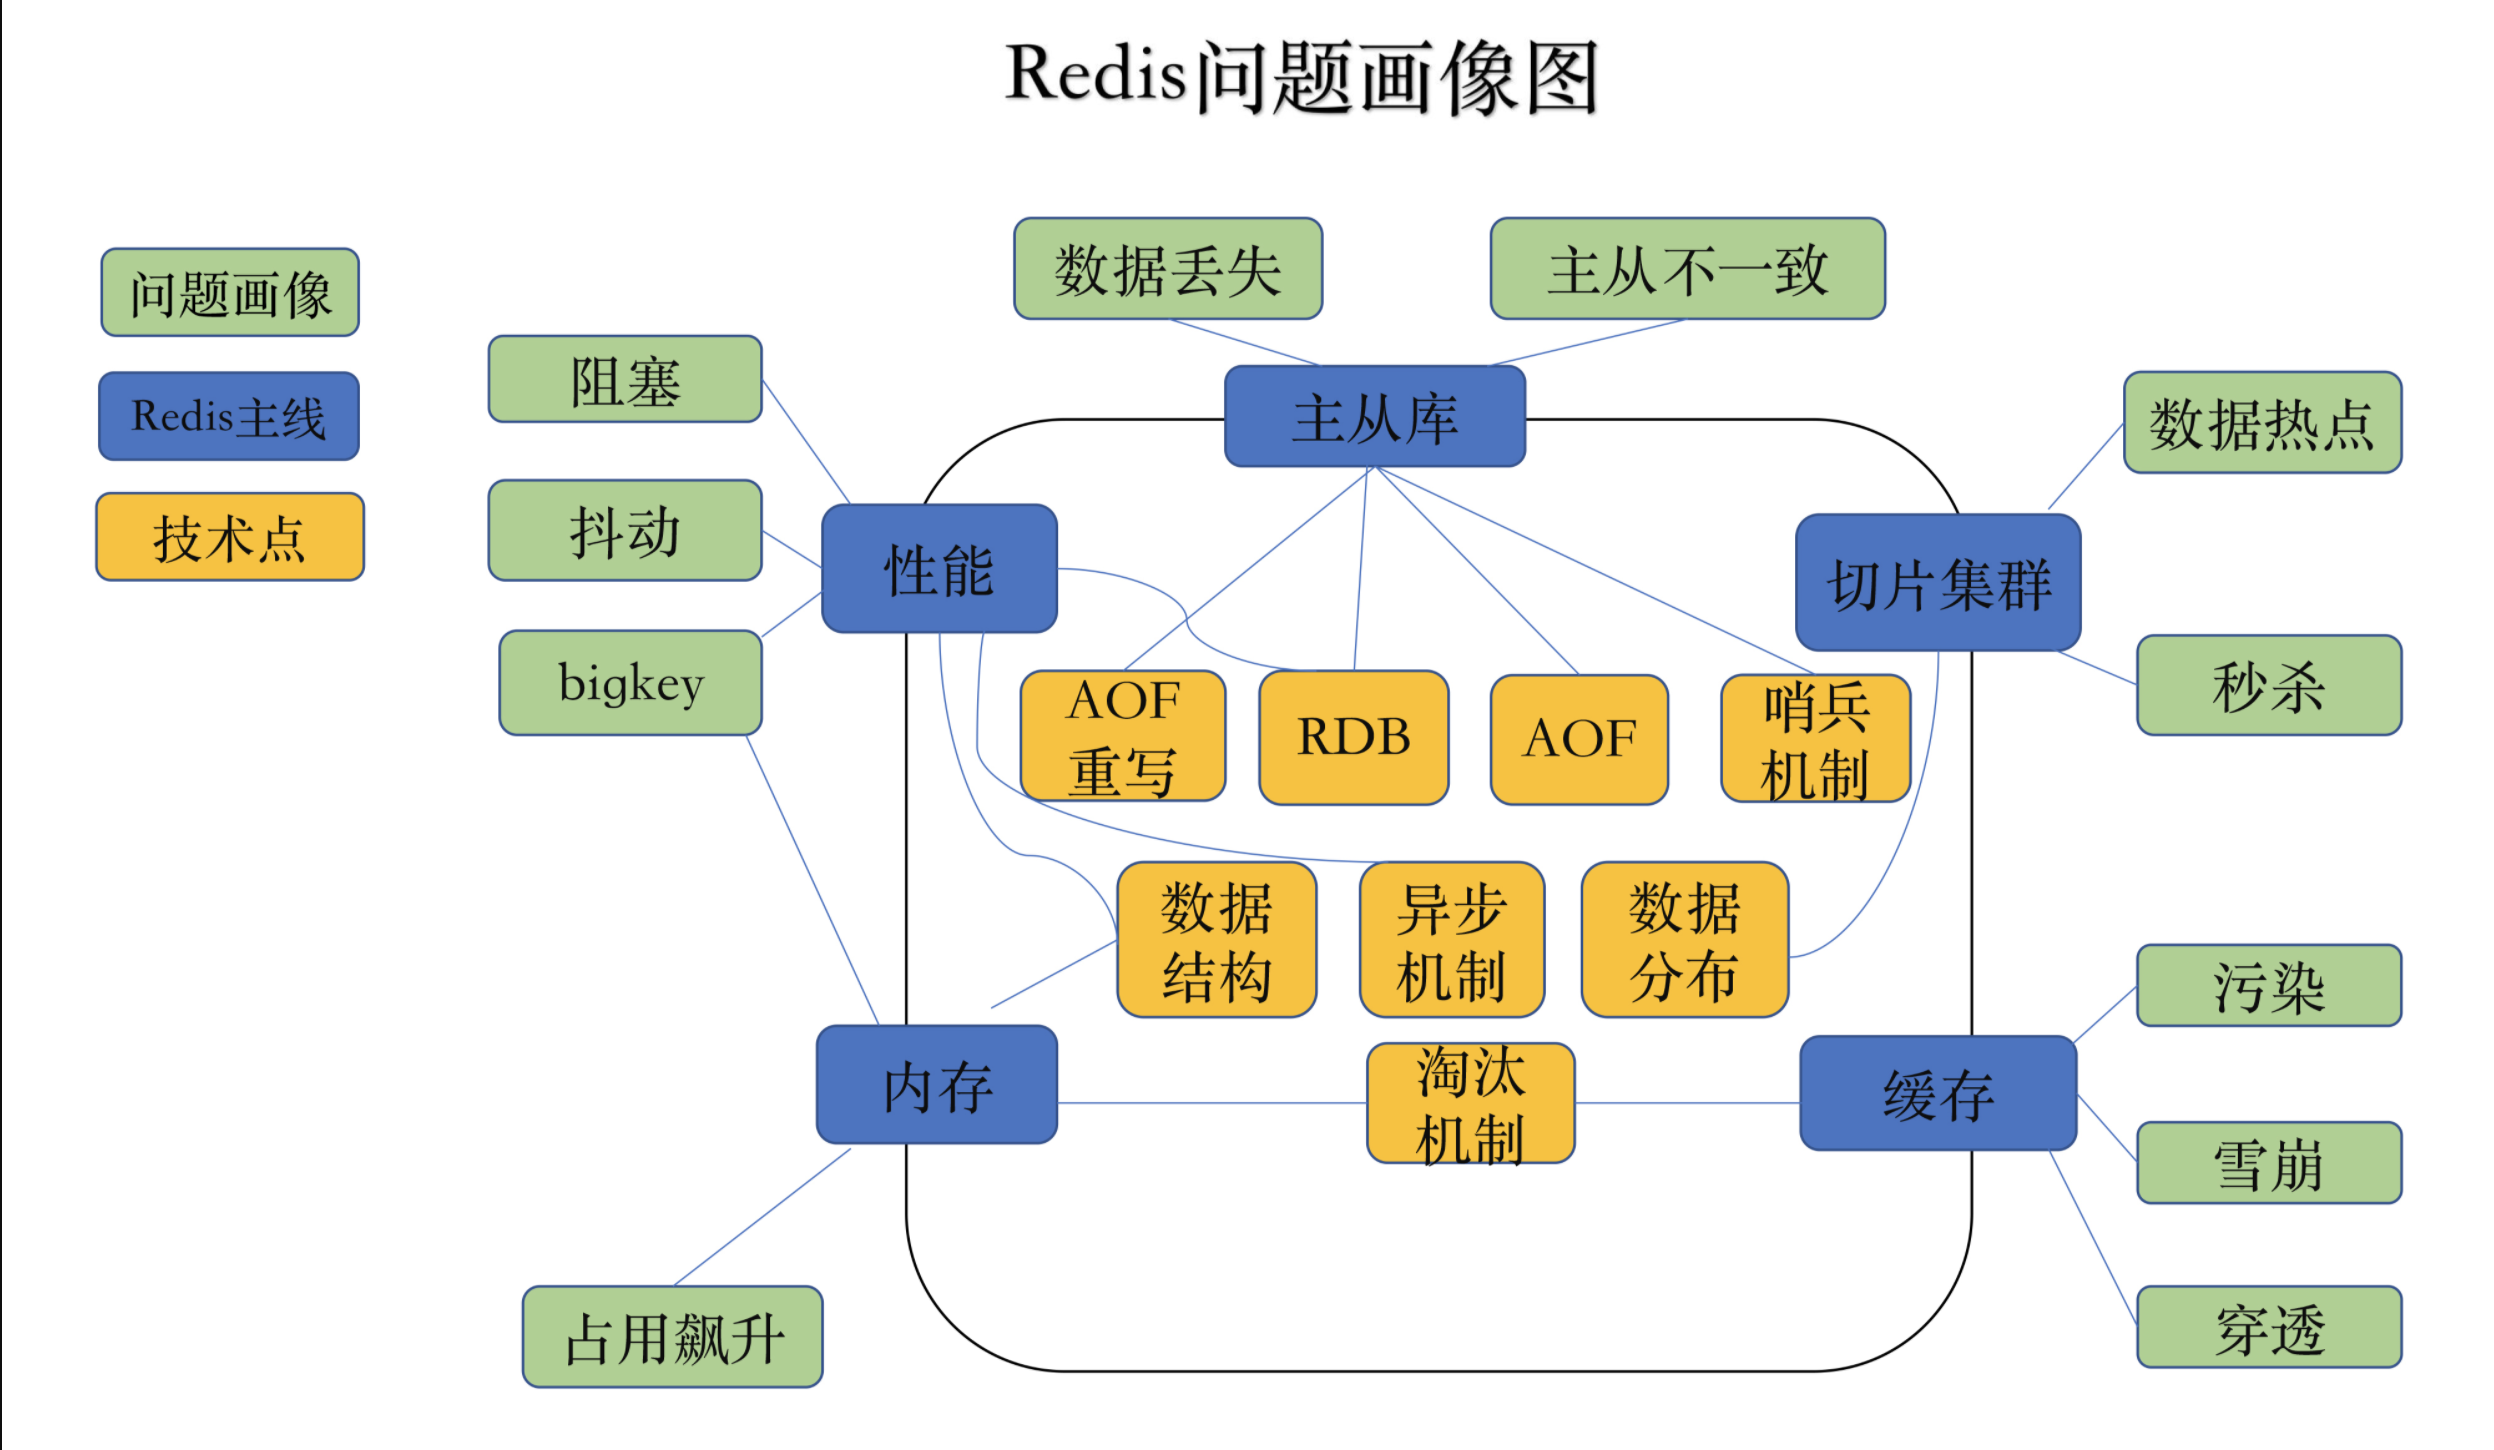 Redis问题画像图
问题画像
Redis主线
技术点
数据丢失
主从不一致
阻塞
主从库
数据热点
抖动
性能
切片集群
bigkey
秒杀
AOF
重写
RDB
AOF
哨兵
机制
数据
结构
异步
机制
数据
分布
污染
内存
淘汰
机制
缓存
雪崩
占用飙升
穿透